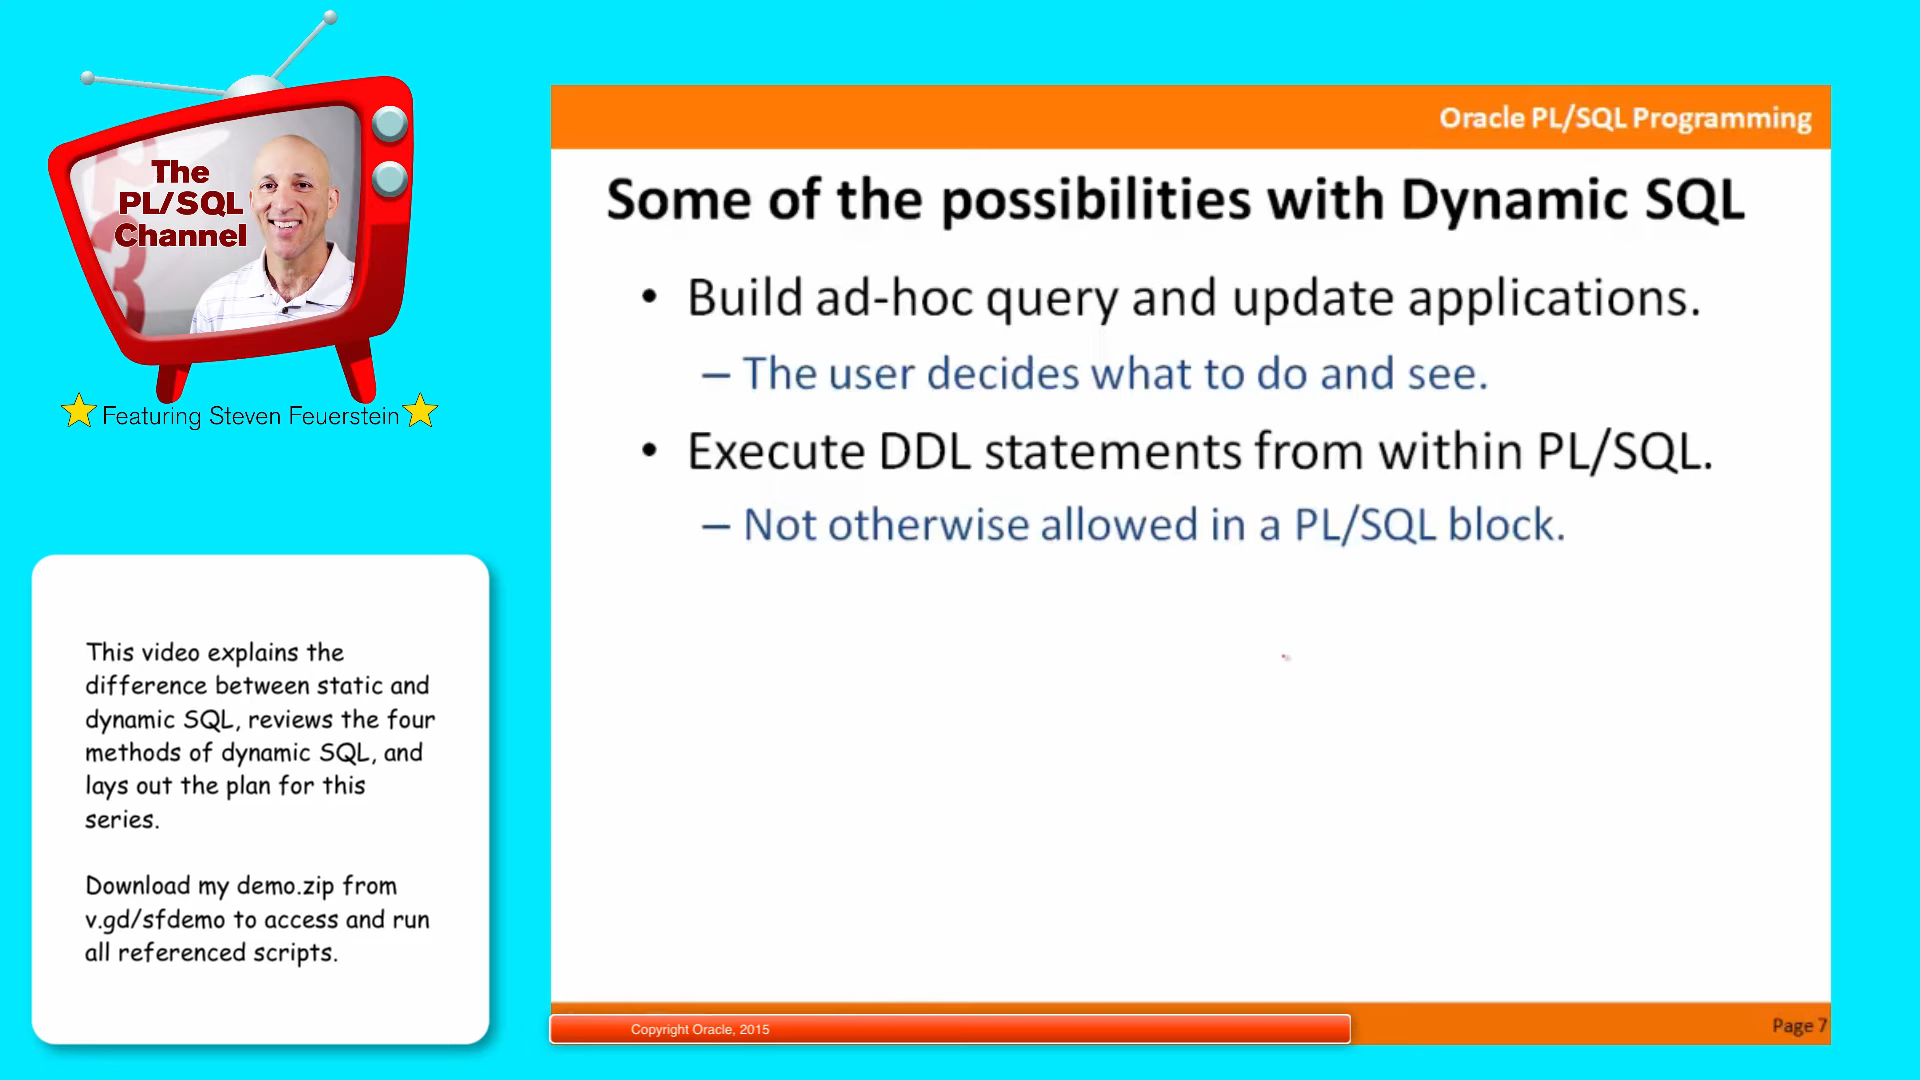 The
PL/SQL
Channel
Featuring Steven Feuerstein
This video explains the
difference between static and
dynamic SQL, reviews the four
methods of dynamic SQL, and
lays out the plan for this
series.
Download my demo.zip from
v.gd/sfdemo to access and run
all referenced scripts.
Oracle PL/SQL Programming
Some of the possibilities with Dynamic SQL
• Build ad-hoc query and update applications.
– The user decides what to do and see.
• Execute DDL statements from within PL/SQL.
– Not otherwise allowed in a PL/SQL block.
Copyright Oracle, 2015
Page 7